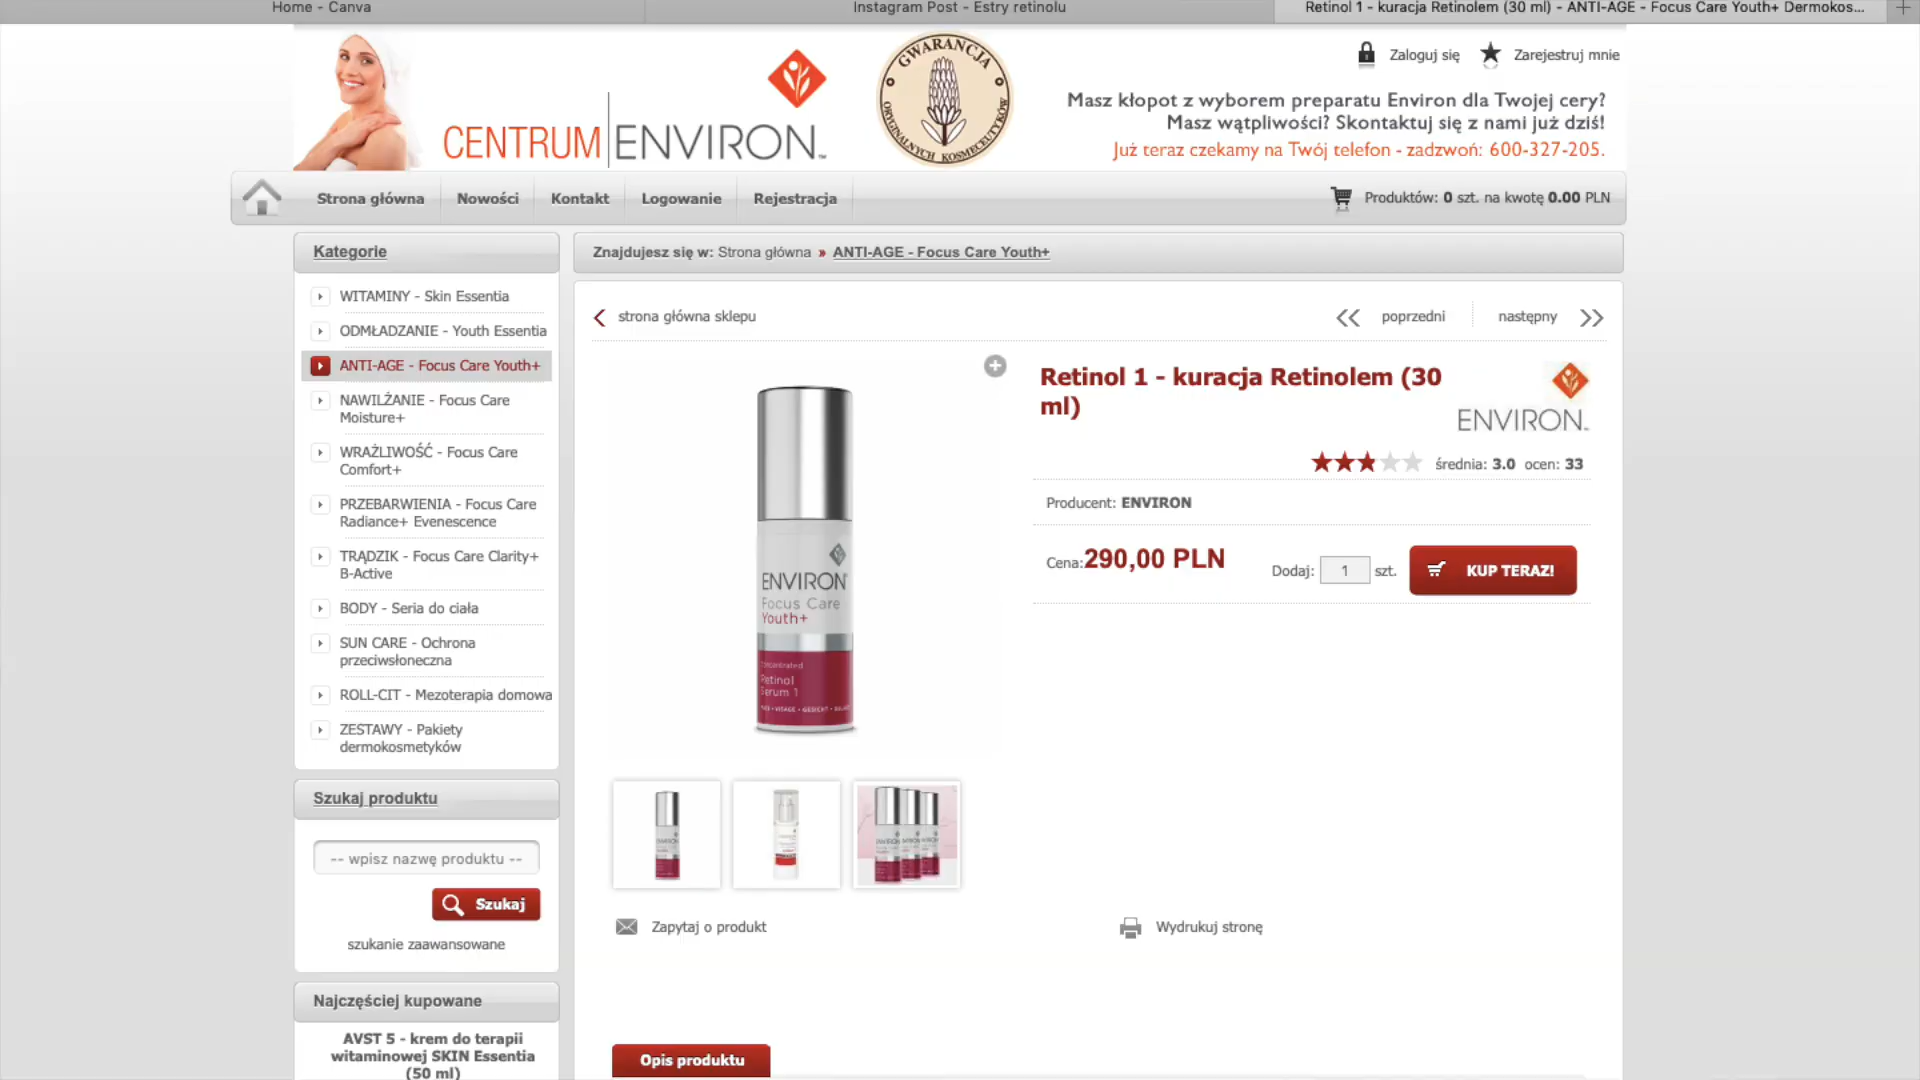 Home - Canva
Instagram Post - Estry retinolu
Retinol 1 - kuracja Retinolem (30 ml) - ANTI-AGE - Focus Care Youth+ Dermokos...
CENTRUM ENVIRON™
GWARANCJA
ORYGINALNYCH KOSMECEUTYKÓW
Zaloguj się
Zarejestruj mnie
Masz kłopot z wyborem preparatu Environ dla Twojej cery?
Masz wątpliwości? Skontaktuj się z nami już dziś!
Już teraz czekamy na Twój telefon - zadzwoń: 600-327-205.
Strona główna
Nowości
Kontakt
Logowanie
Rejestracja
Produktów: 0 szt. na kwotę 0.00 PLN
Kategorie
WITAMINY - Skin Essentia
ODMŁADZANIE - Youth Essentia
ANTI-AGE - Focus Care Youth+
NAWILŻANIE - Focus Care
Moisture+
WRAŻLIWOŚĆ - Focus Care
Comfort+
PRZEBARWIENIA - Focus Care
Radiance+ Evenescence
TRĄDZIK - Focus Care Clarity+
B-Active
BODY - Seria do ciała
SUN CARE - Ochrona
przeciwsłoneczna
ROLL-CIT - Mezoterapia domowa
ZESTAWY - Pakiety
dermokosmetyków
Szukaj produktu
-- wpisz nazwę produktu --
Szukaj
szukanie zaawansowane
Najczęściej kupowane
AVST 5 - krem do terapii
witaminowej SKIN Essentia
(50 ml)
Znajdujesz się w: Strona główna » ANTI-AGE - Focus Care Youth+
strona główna sklepu
poprzedni
następny
ENVIRON
Focus Care
Youth+
Concentrated
Retinol
Serum 1
Retinol 1 - kuracja Retinolem (30
ml)
ENVIRON™
średnia: 3.0 ocen: 33
Producent: ENVIRON
Cena:290,00 PLN
Dodaj: 1 szt.
KUP TERAZ!
Zapytaj o produkt
Wydrukuj stronę
Opis produktu